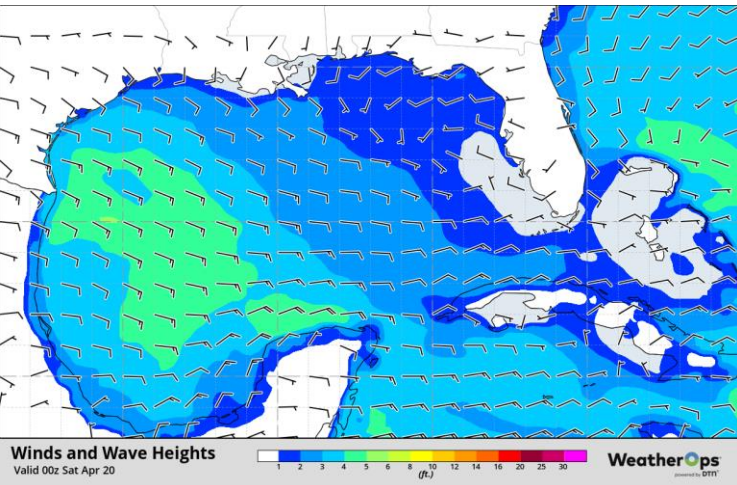 Winds and Wave Heights
Valid 00z Sat Apr 20
1 2 3 4 5 6 8 10 12 14 16 20 25 30
(ft.)
WeatherOps
powered by DTN